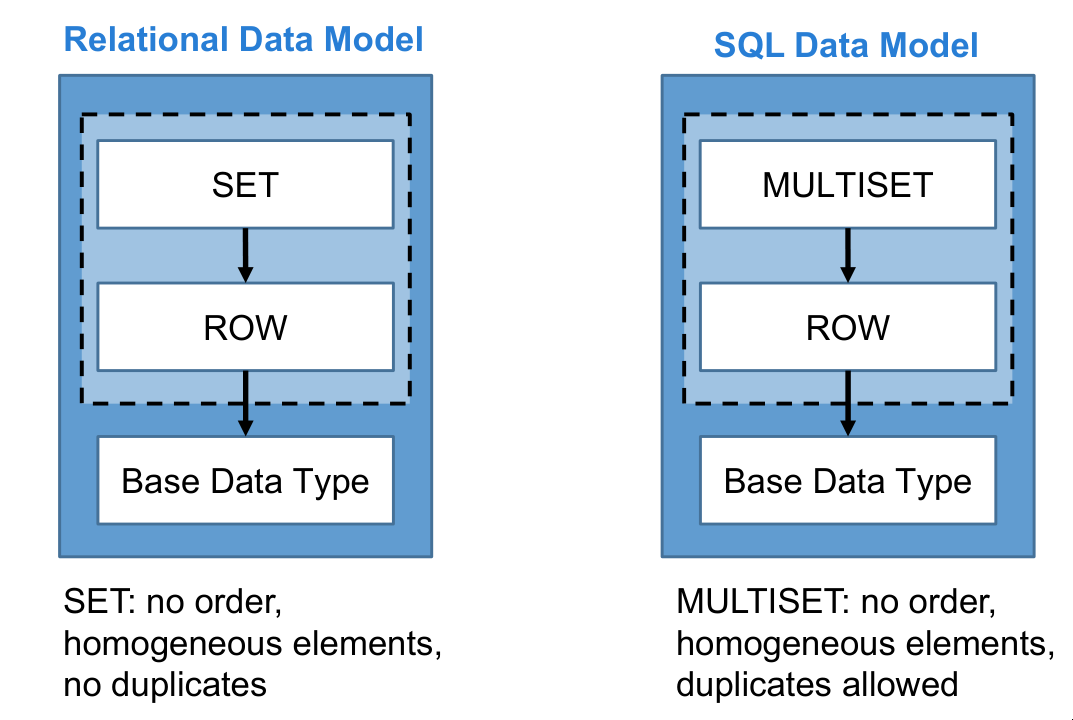 Relational Data Model
SET
ROW
Base Data Type
SET: no order,
homogeneous elements,
no duplicates
SQL Data Model
MULTISET
ROW
Base Data Type
MULTISET: no order,
homogeneous elements,
duplicates allowed